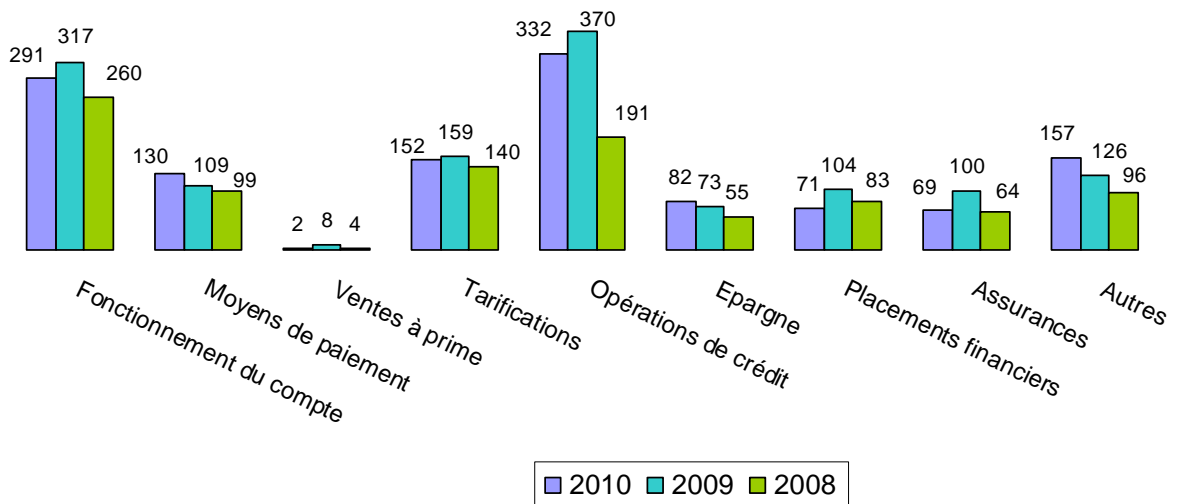 291 317 260
130 109 99
2 8 4
152 159 140
332 370 191
82 73 55
71 104 83
69 100 64
157 126 96
Fonctionnement du compte
Moyens de paiement
Ventes à prime
Tarifications
Opérations de crédit
Epargne
Placements financiers
Assurances
Autres
2010 2009 2008